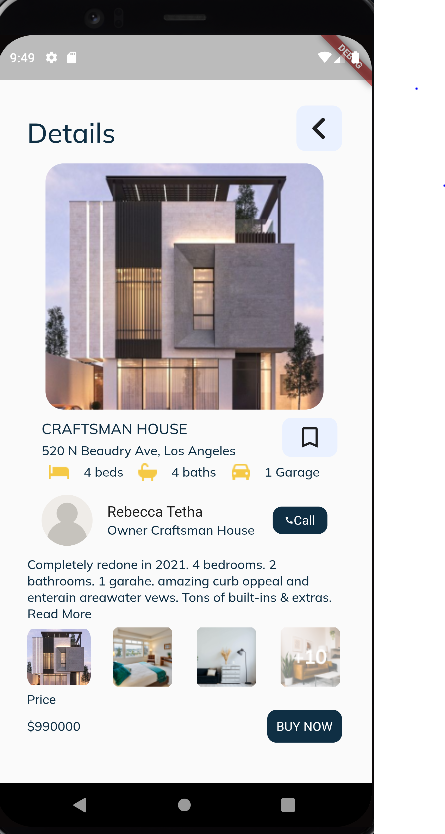 9:49
DEBUG
Details
CRAFTSMAN HOUSE
520 N Beaudry Ave, Los Angeles
4 beds 4 baths 1 Garage
Rebecca Tetha
Owner Craftsman House
Call
Completely redone in 2021. 4 bedrooms. 2
bathrooms. 1 garahe. amazing curb oppeal and
enterain areawater vews. Tons of built-ins & extras.
Read More
+10
Price
$990000
BUY NOW